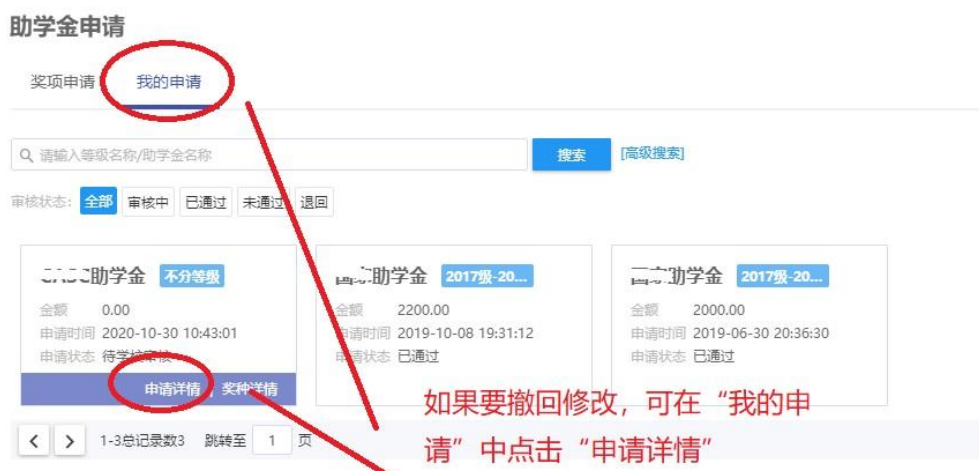 助学金申请
奖项申请 我的申请
请输入等级名称/助学金名称 搜索 [高级搜索]
审核状态: 全部 审核中 已通过 未通过 退回
助学金 不分等级
金额 0.00
申请时间 2020-10-30 10:43:01
申请状态 待学校审核
申请详情 奖种详情
助学金 2017级-20...
金额 2200.00
申请时间 2019-10-08 19:31:12
申请状态 已通过
助学金 2017级-20...
金额 2000.00
申请时间 2019-06-30 20:36:30
申请状态 已通过
如果要撤回修改，可在“我的申
请”中点击“申请详情”
< > 1-3总记录数3 跳转至 1 页